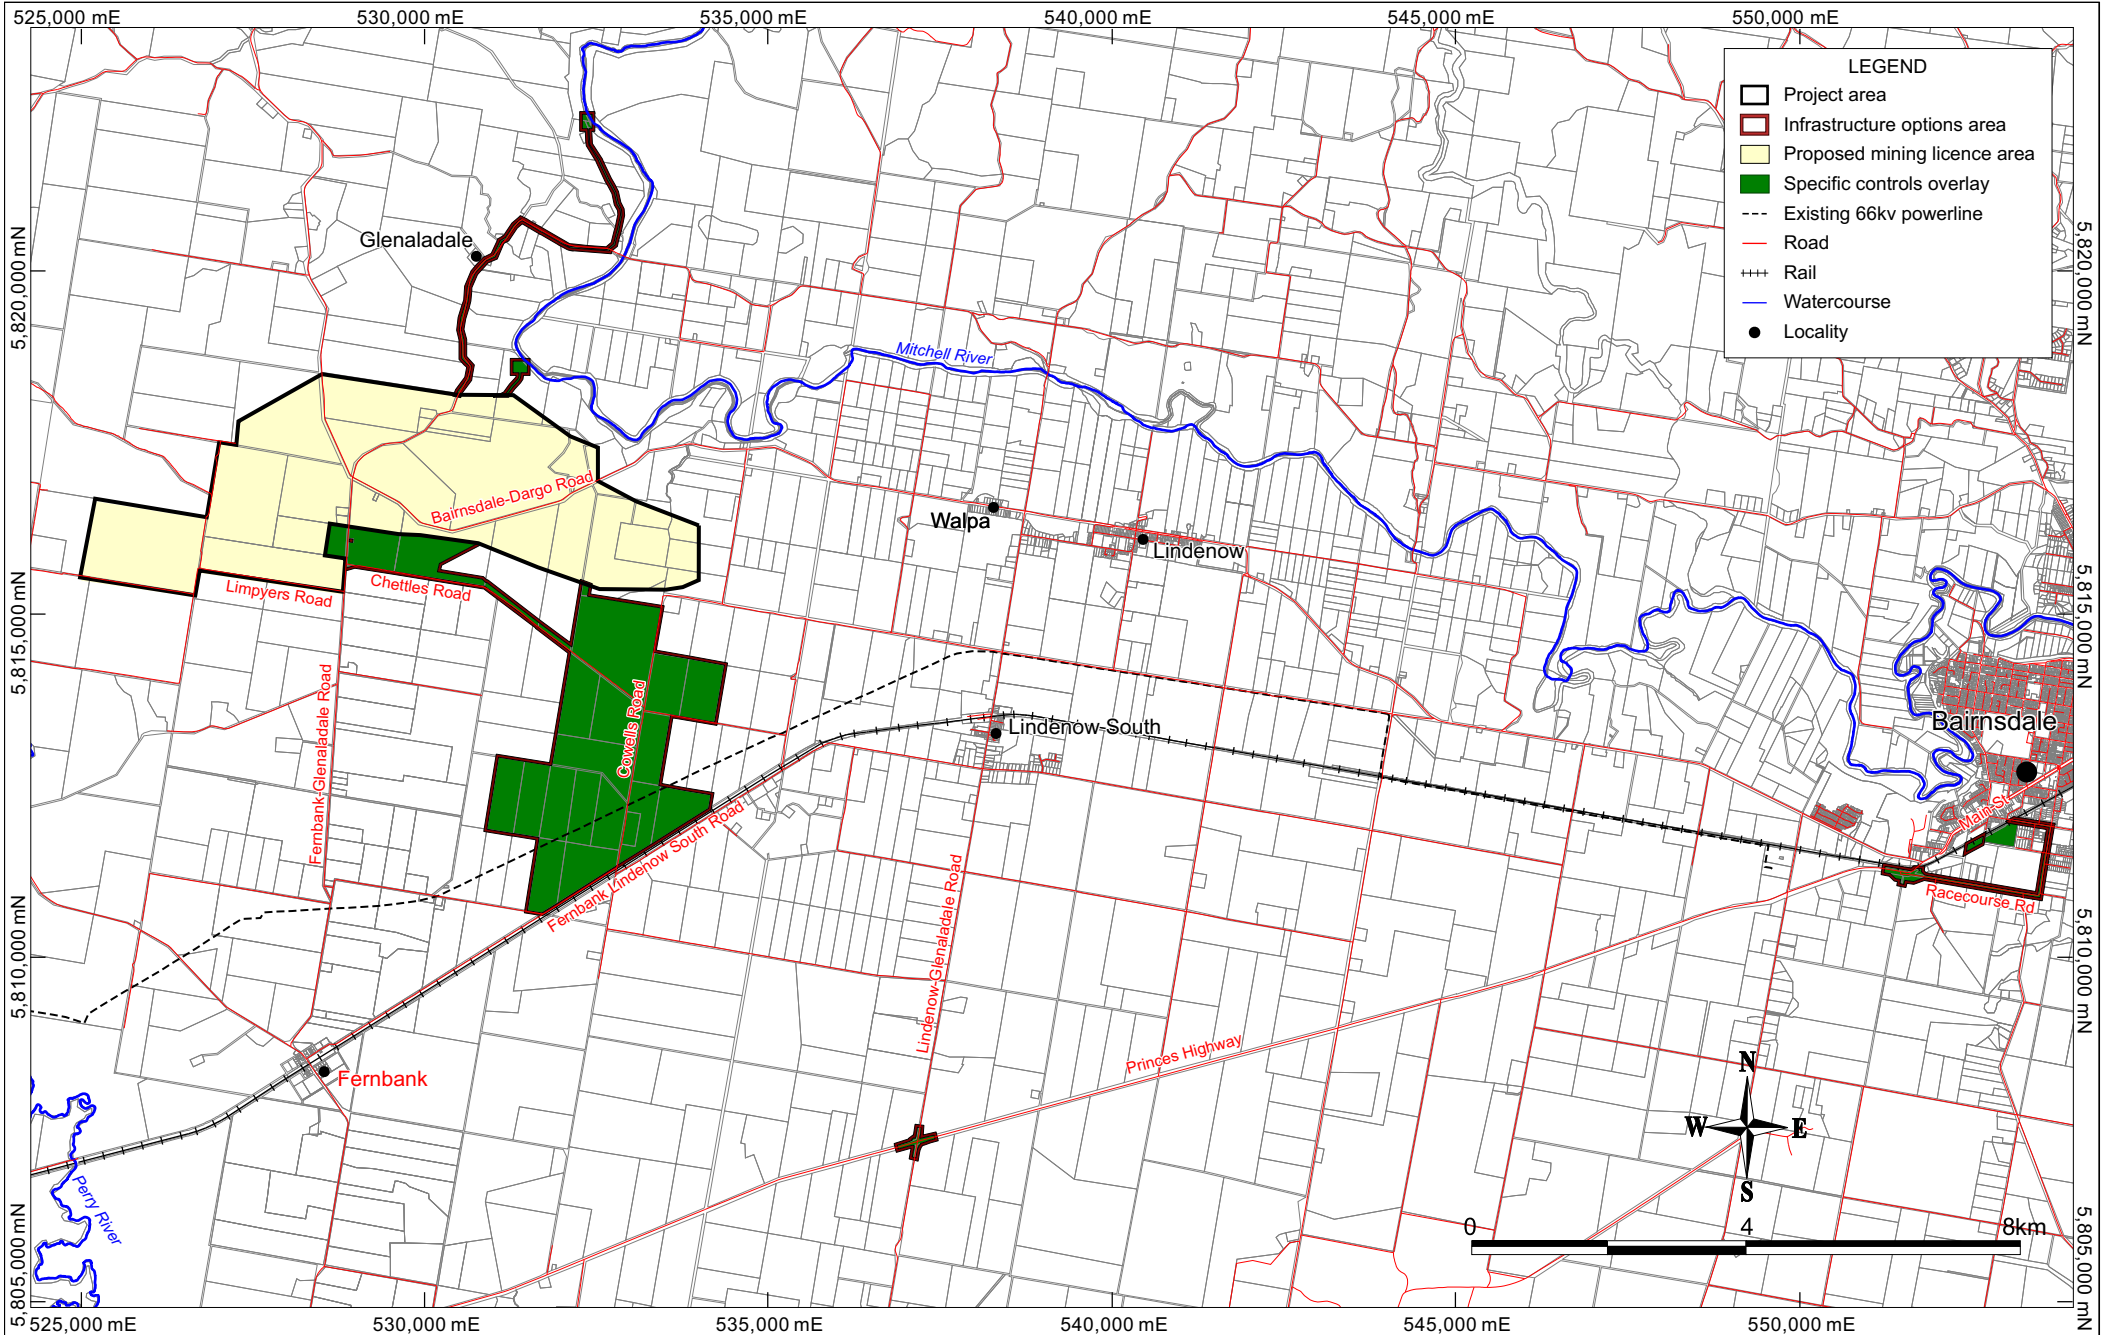 525,000 mE
530,000 mE
535,000 mE
540,000 mE
545,000 mE
550,000 mE
LEGEND
Project area
Infrastructure options area
Proposed mining licence area
Specific controls overlay
Existing 66kv powerline
Road
Rail
Watercourse
Locality
5,820,000 mN
5,820,000 mN
Glenaladale
Mitchell River
Bairnsdale-Dargo Road
Walpa
Lindenow
Limpyers Road
Chettles Road
5,815,000 mN
5,815,000 mN
Fernbank-Glenaladale Road
Cowells Road
Lindenow-South
Bairnsdale
Main-St
Fernbank Lindenow South Road
Lindenow-Glenaladale Road
Racecourse Rd
5,810,000 mN
5,810,000 mN
Princes Highway
Fernbank
Perry River
N
W
E
S
0
4
8km
5,805,000 mN
5,805,000 mN
525,000 mE
530,000 mE
535,000 mE
540,000 mE
545,000 mE
550,000 mE